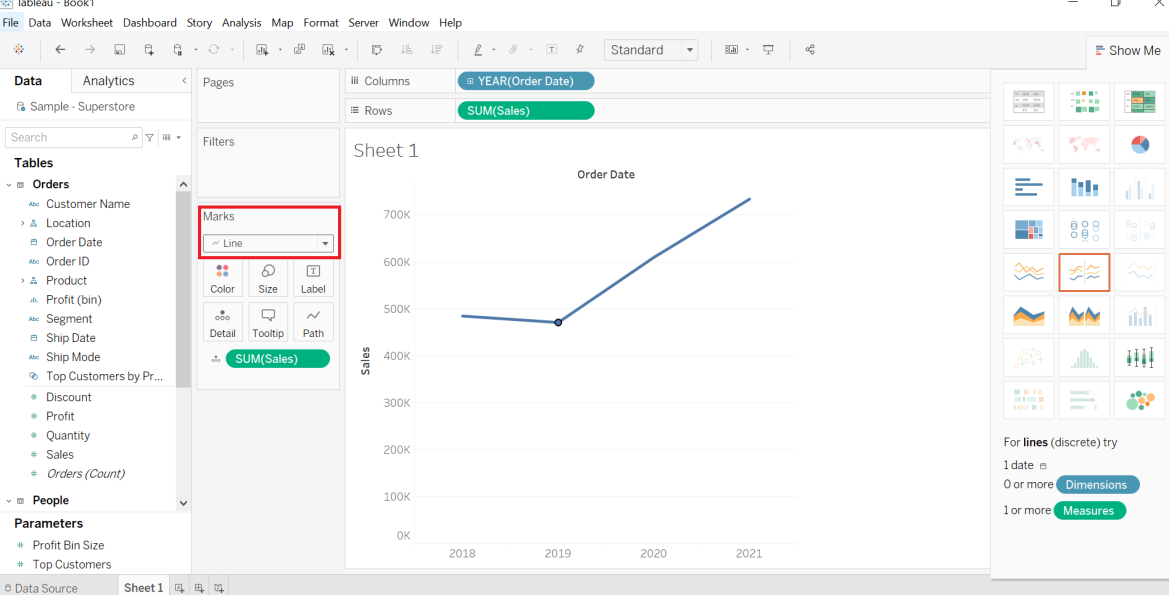 Tableau - Book1
File Data Worksheet Dashboard Story Analysis Map Format Server Window Help
Standard
Show Me
Data Analytics
Sample - Superstore
Search
Tables
Orders
Abc Customer Name
Location
Order Date
Abc Order ID
Product
Profit (bin)
Abc Segment
Ship Date
Abc Ship Mode
Top Customers by Pr...
# Discount
Profit
# Quantity
# Sales
# Orders (Count)
People
Parameters
# Profit Bin Size
# Top Customers
Pages
Filters
Marks
Line
Color Size Label
Detail Tooltip Path
SUM(Sales)
Columns YEAR(Order Date)
Rows SUM(Sales)
Sheet 1
Order Date
700K
500K
400K
300K
200K
100K
0K
Sales
2018 2019 2020 2021
For lines (discrete) try
1 date
0 or more Dimensions
1 or more Measures
Data Source Sheet 1